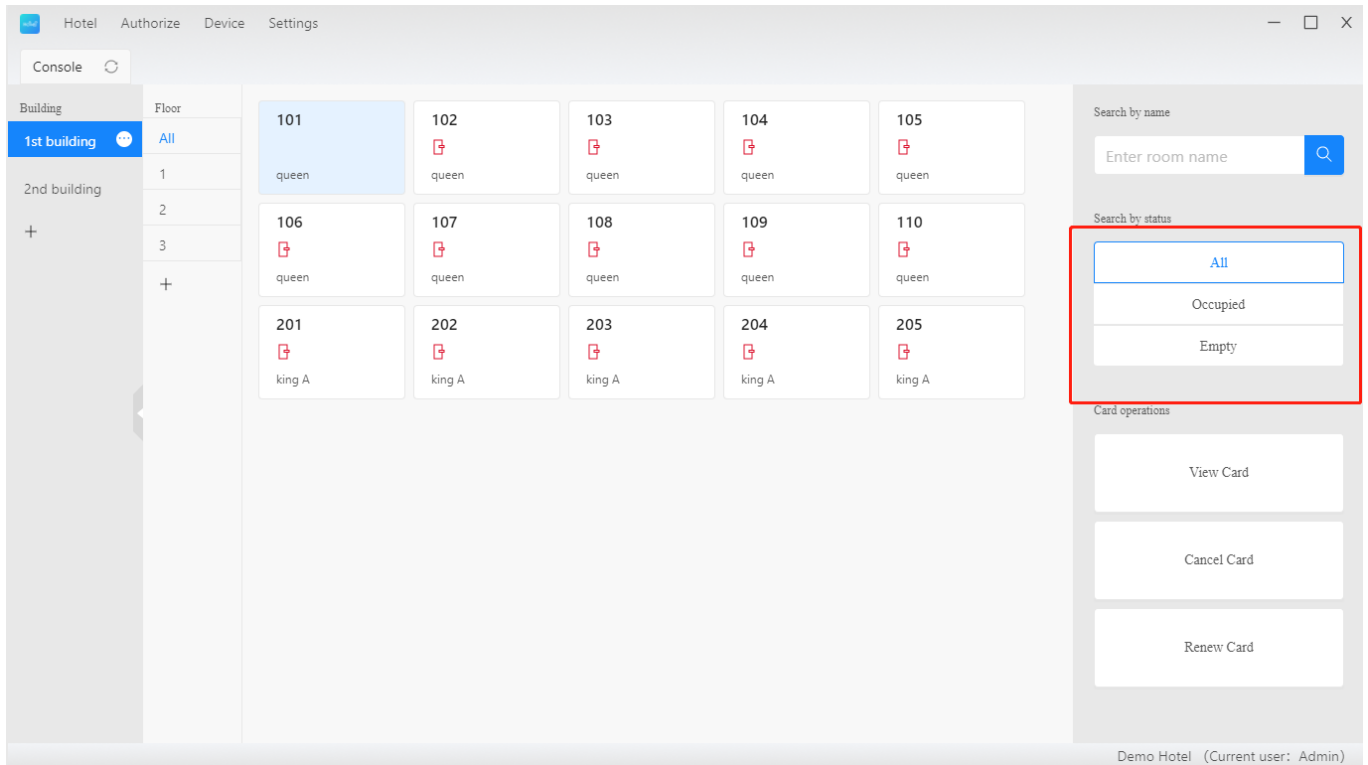 Hotel Authorize Device Settings
Console
Building
1st building
2nd building
+
Floor
All
1
2
3
+
101
queen
102
queen
103
queen
104
queen
105
queen
106
queen
107
queen
108
queen
109
queen
110
queen
201
king A
202
king A
203
king A
204
king A
205
king A
Search by name
Enter room name
Search by status
All
Occupied
Empty
Card operations
View Card
Cancel Card
Renew Card
Demo Hotel (Current user: Admin)